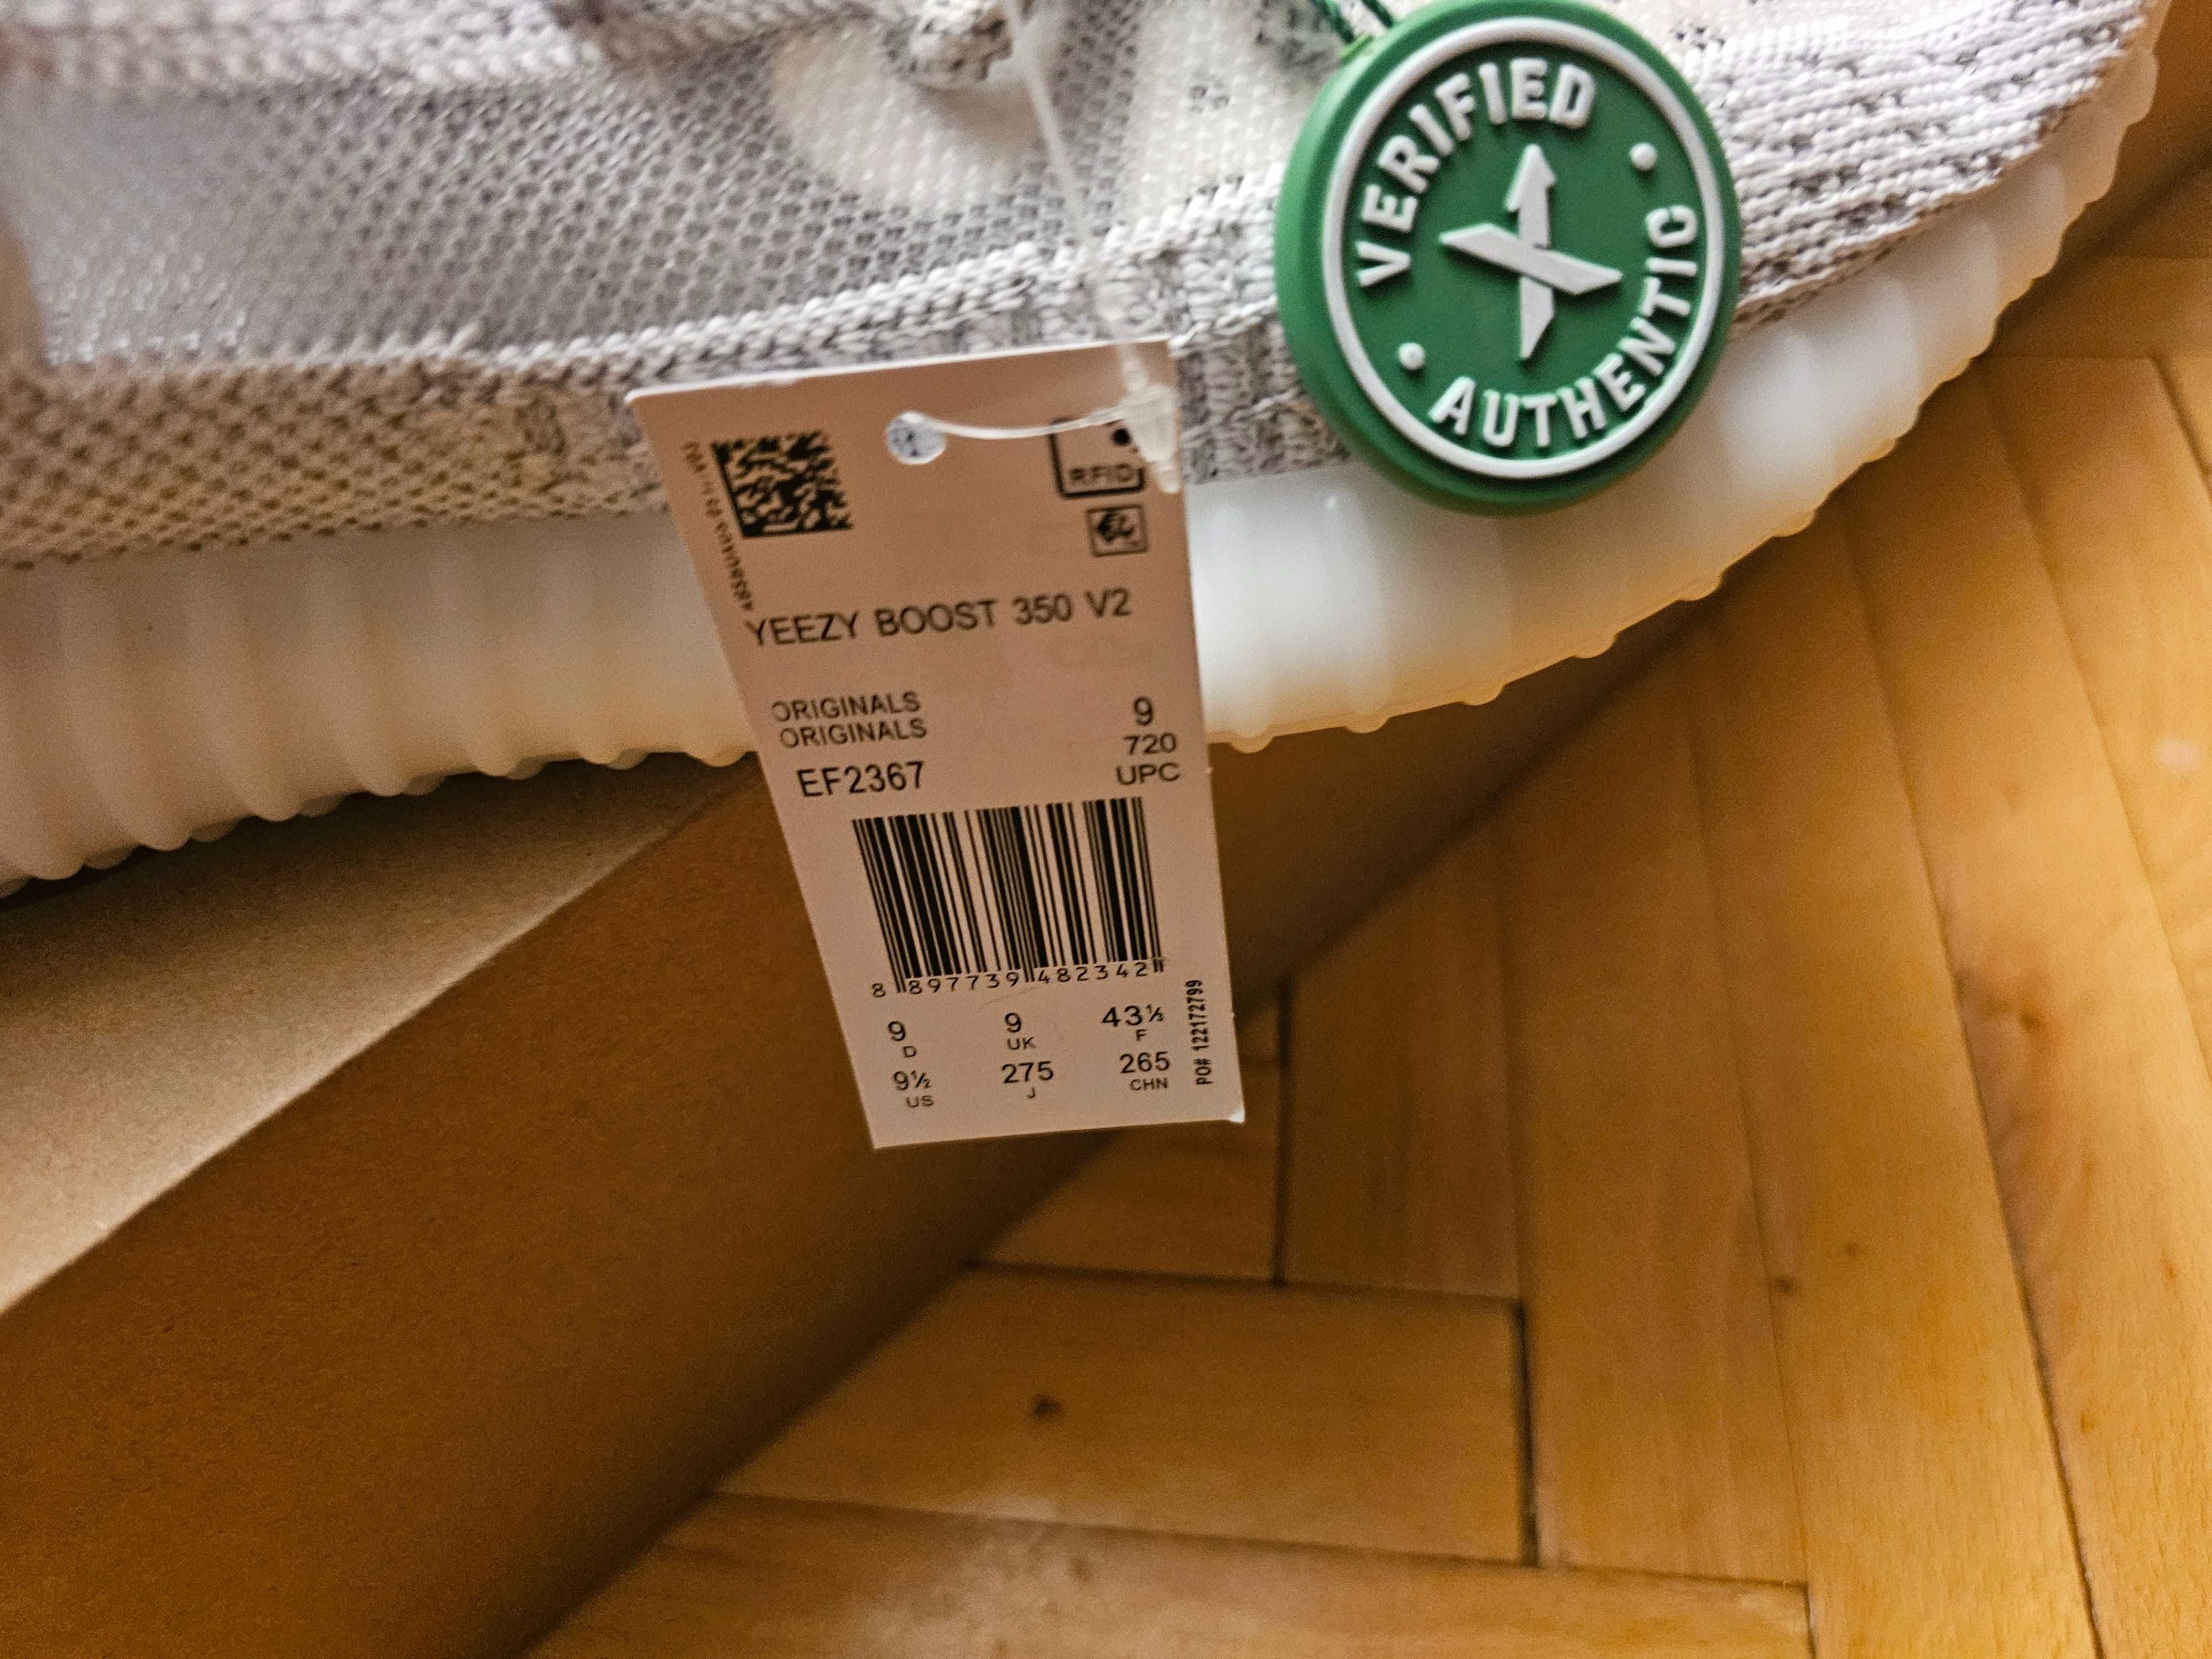 VERIFIED
AUTHENTIC
RFID
YEEZY BOOST 350 V2
ORIGINALS
ORIGINALS
9
720
EF2367
UPC
8 897739 482342
9 D
9 UK
43⅓ F
9½ US
275 J
265 CHN
PO# 122172799